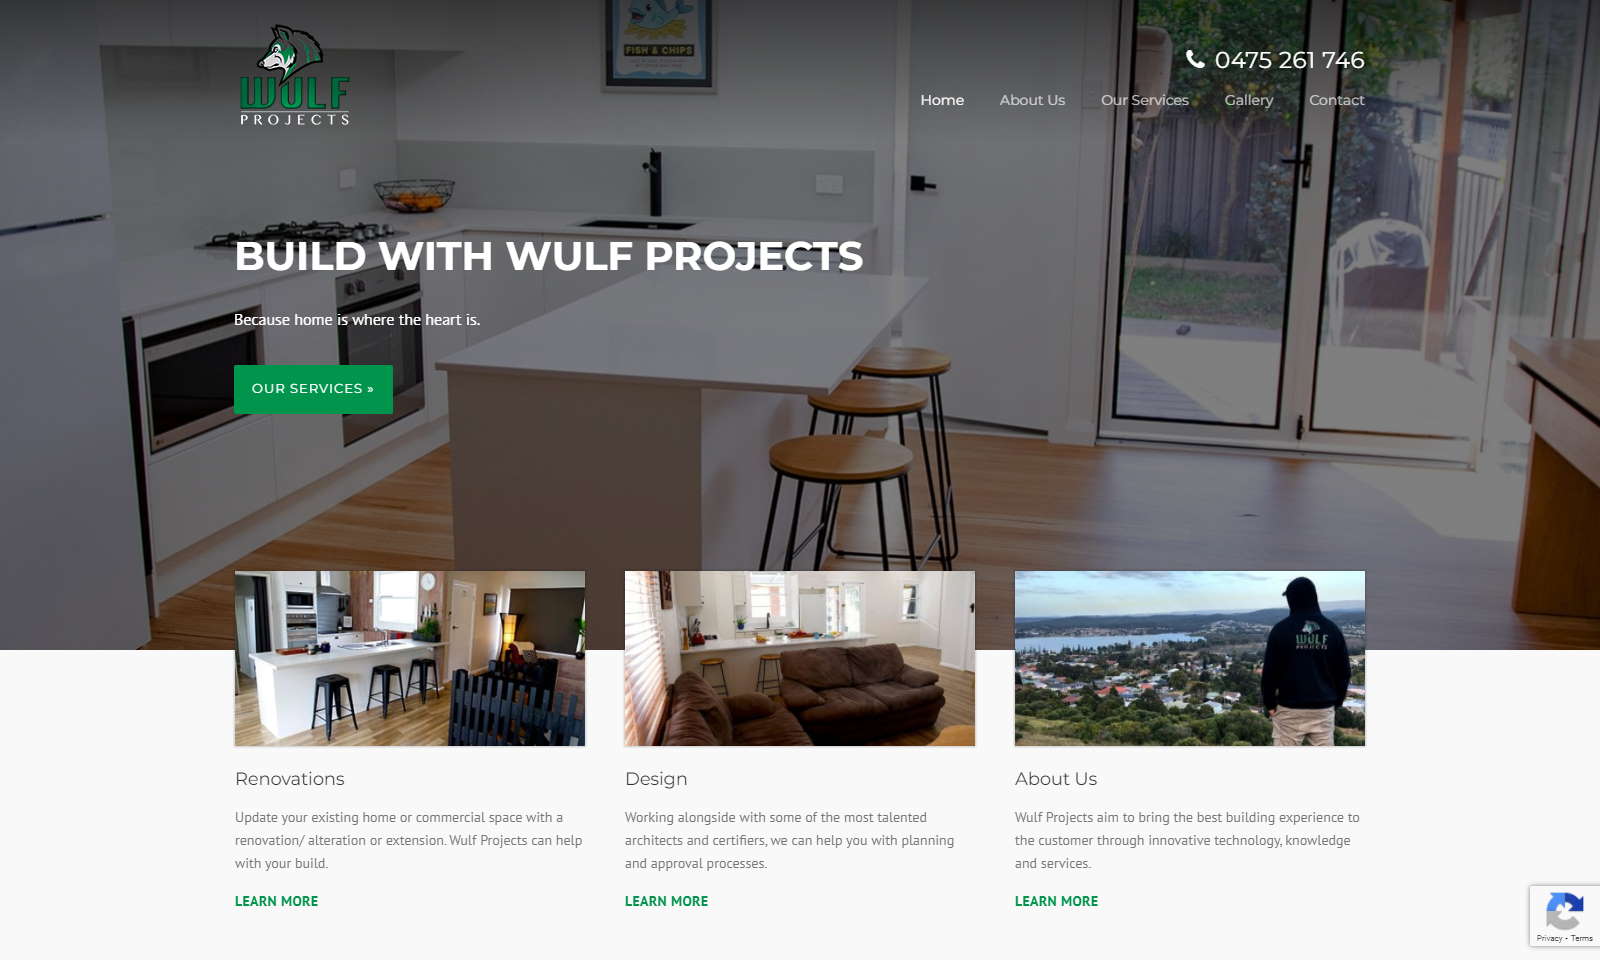 WULF
PROJECTS
0475 261 746
Home About Us Our Services Gallery Contact
FISH & CHIPS
BUILD WITH WULF PROJECTS
Because home is where the heart is.
OUR SERVICES »
WULF
PROJECTS
Renovations
Update your existing home or commercial space with a
renovation/ alteration or extension. Wulf Projects can help
with your build.
LEARN MORE
Design
Working alongside with some of the most talented
architects and certifiers, we can help you with planning
and approval processes.
LEARN MORE
About Us
Wulf Projects aim to bring the best building experience to
the customer through innovative technology, knowledge
and services.
LEARN MORE
Privacy - Terms